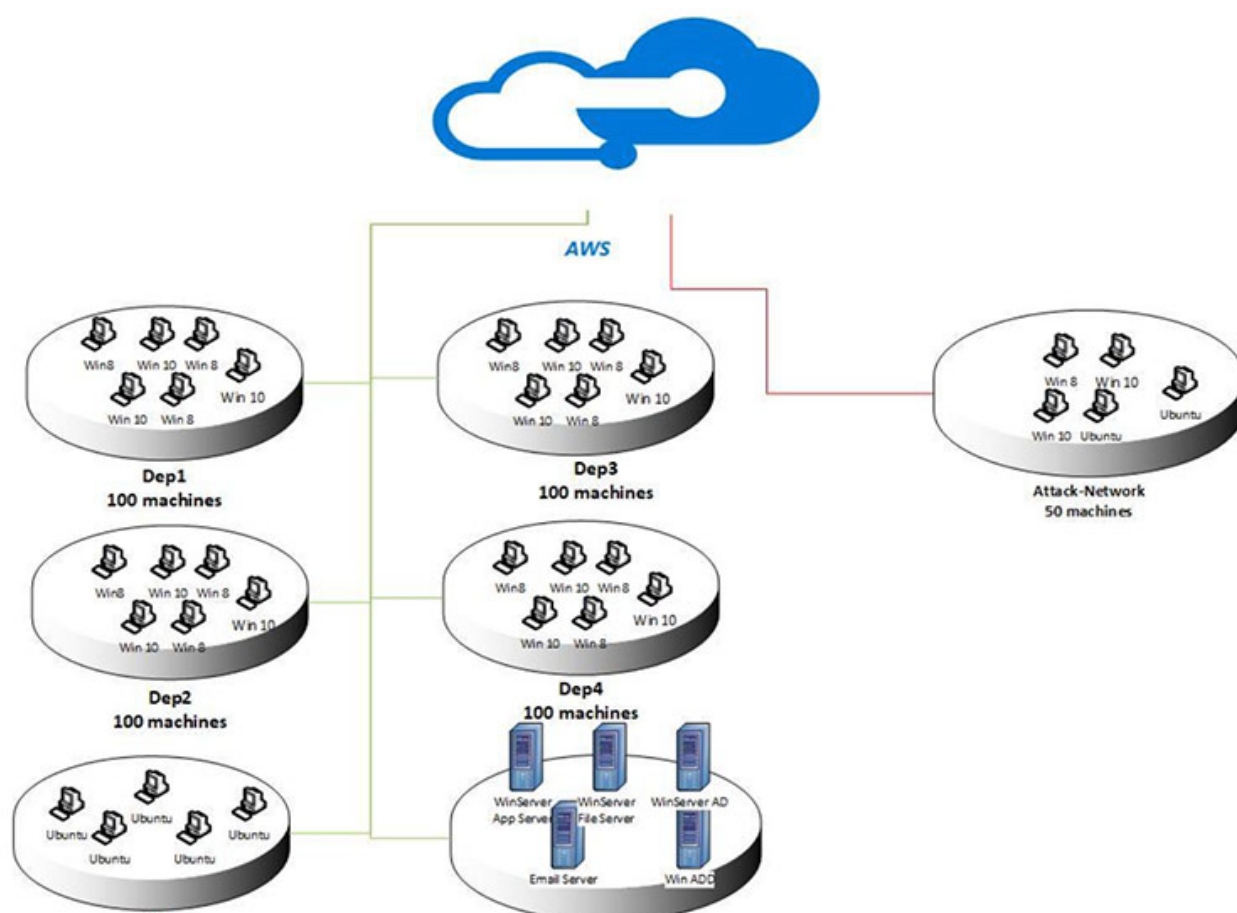 AWS
Win8
Win 10
Win 8
Win 10
Win 10
Win 8
Dep1
100 machines
Win8
Win 10
Win 8
Win 10
Win 10
Win 8
Dep3
100 machines
Win 8
Win 10
Ubuntu
Win 10
Ubuntu
Attack-Network
50 machines
Win8
Win 10
Win 8
Win 10
Win 10
Win 8
Dep2
100 machines
Win8
Win 10
Win 8
Win 10
Win 10
Win 8
Dep4
100 machines
Ubuntu
Ubuntu
Ubuntu
Ubuntu
Ubuntu
WinServer
App Server
WinServer
File Server
WinServer AD
Email Server
Win ADD